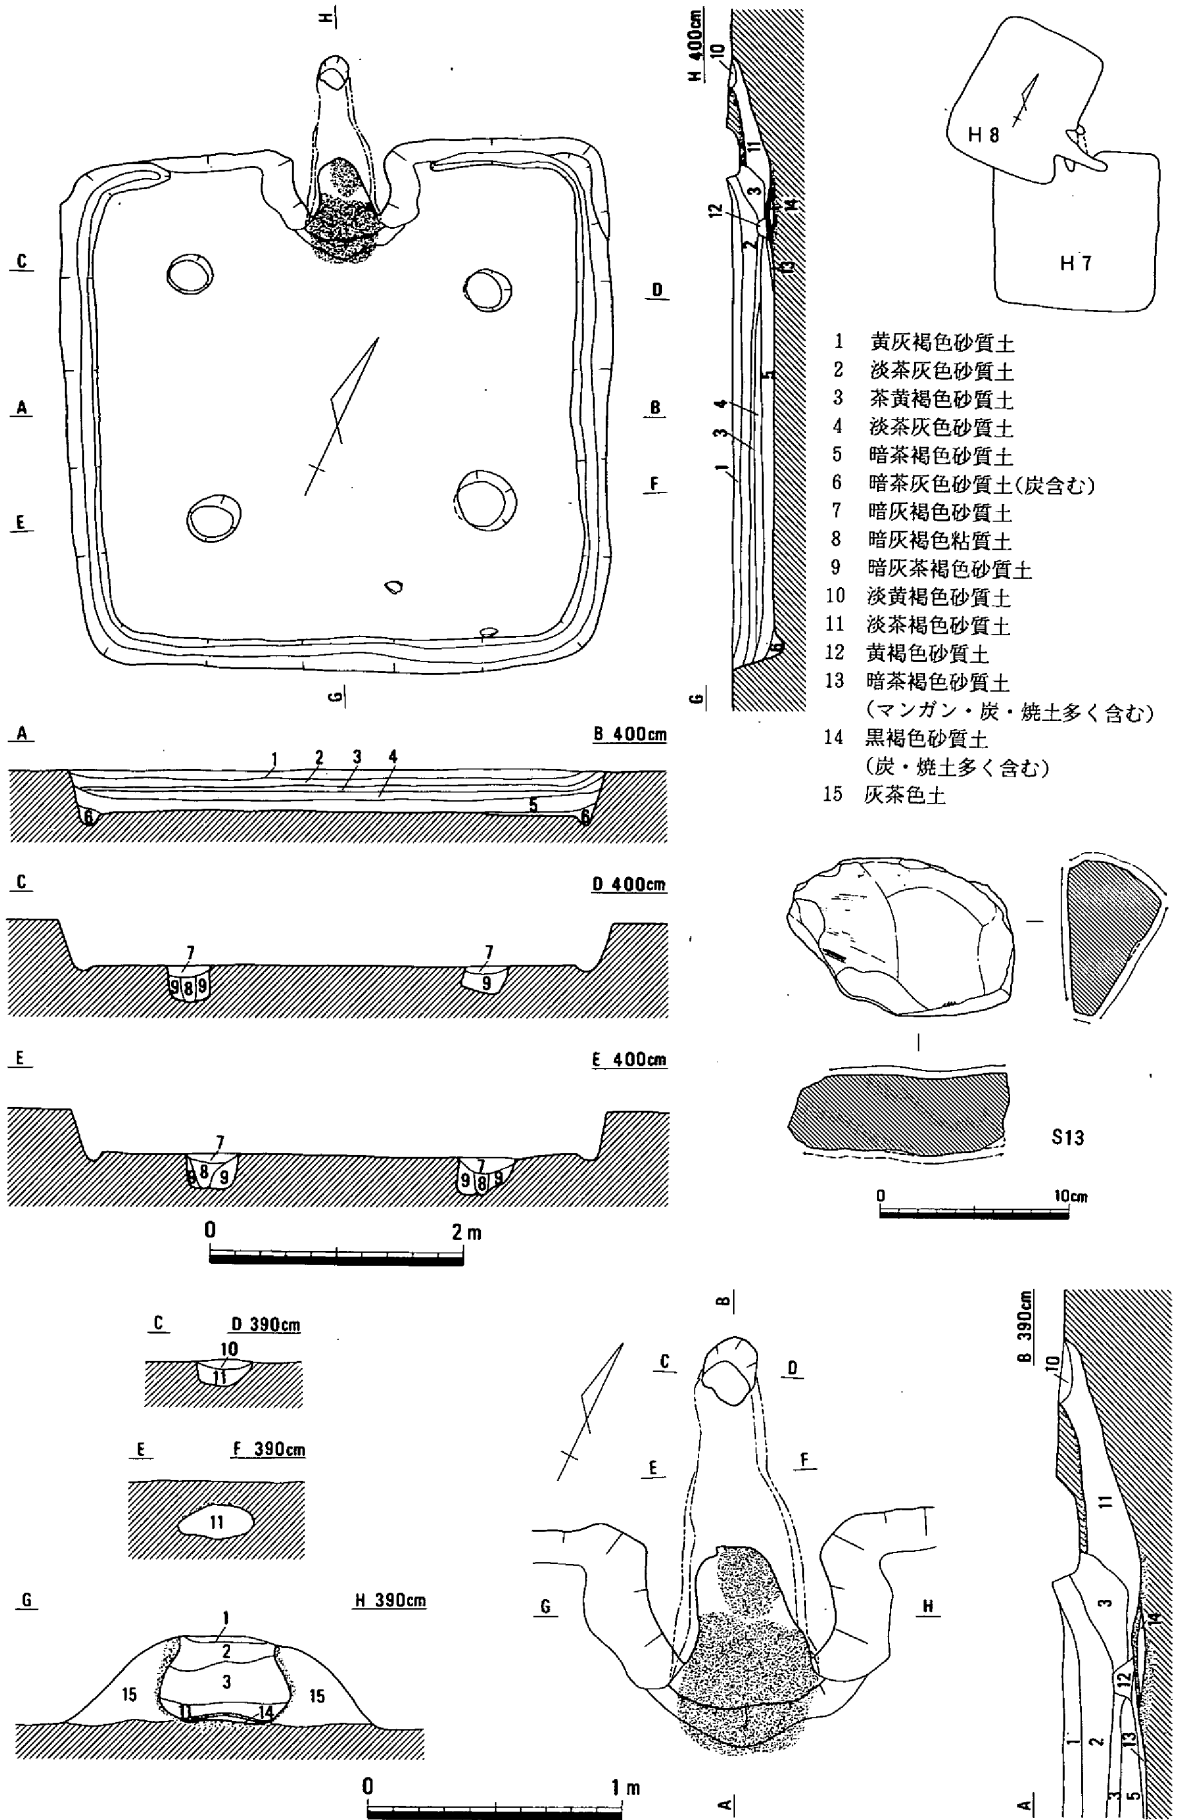 H
C
D
A
B
E
F
G
H 400cm
10
11
3
12
14
2
13
5
4
3
1
6
G
H 8
H 7
1 黄灰褐色砂質土
2 淡茶灰色砂質土
3 茶黄褐色砂質土
4 淡茶灰色砂質土
5 暗茶褐色砂質土
6 暗茶灰色砂質土(炭含む)
7 暗灰褐色砂質土
8 暗灰褐色粘質土
9 暗灰茶褐色砂質土
10 淡黄褐色砂質土
11 淡茶褐色砂質土
12 黄褐色砂質土
13 暗茶褐色砂質土
(マンガン・炭・焼土多く含む)
14 黒褐色砂質土
(炭・焼土多く含む)
15 灰茶色土
A B 400cm
1 2 3 4
5
6 6
C D 400cm
7 7
9 8 9 9
E E 400cm
7 7
9 8 9 9 8 9
0 2m
S13
0 10cm
C D 390cm
10
11
E F 390cm
11
G H 390cm
1
2
3
15 15
11 14
0 1m
B
C D
E F
G H
A
B 390cm
10
11
3
14
12
1 2 13
3 5
A